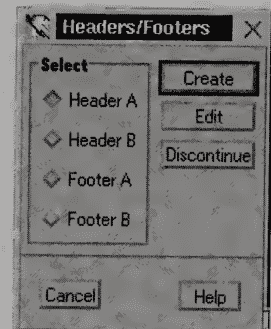 Headers/Footers
Select
Header A
Header B
Footer A
Footer B
Create
Edit
Discontinue
Cancel
Help